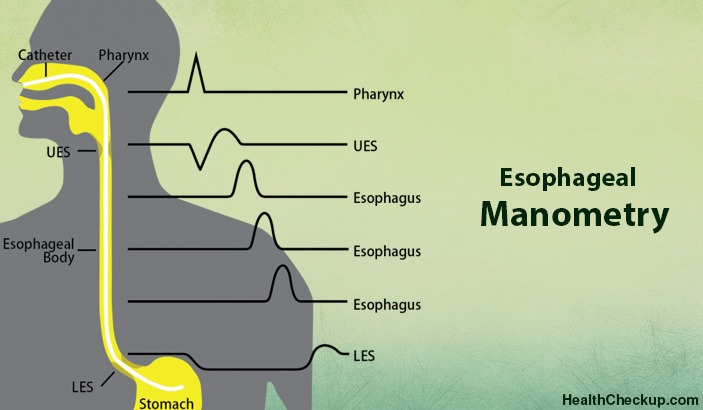 Catheter
Pharynx
Pharynx
UES
UES
Esophagus
Esophageal
Body
Esophagus
Esophagus
LES
LES
Stomach
Esophageal
Manometry
HealthCheckup.com